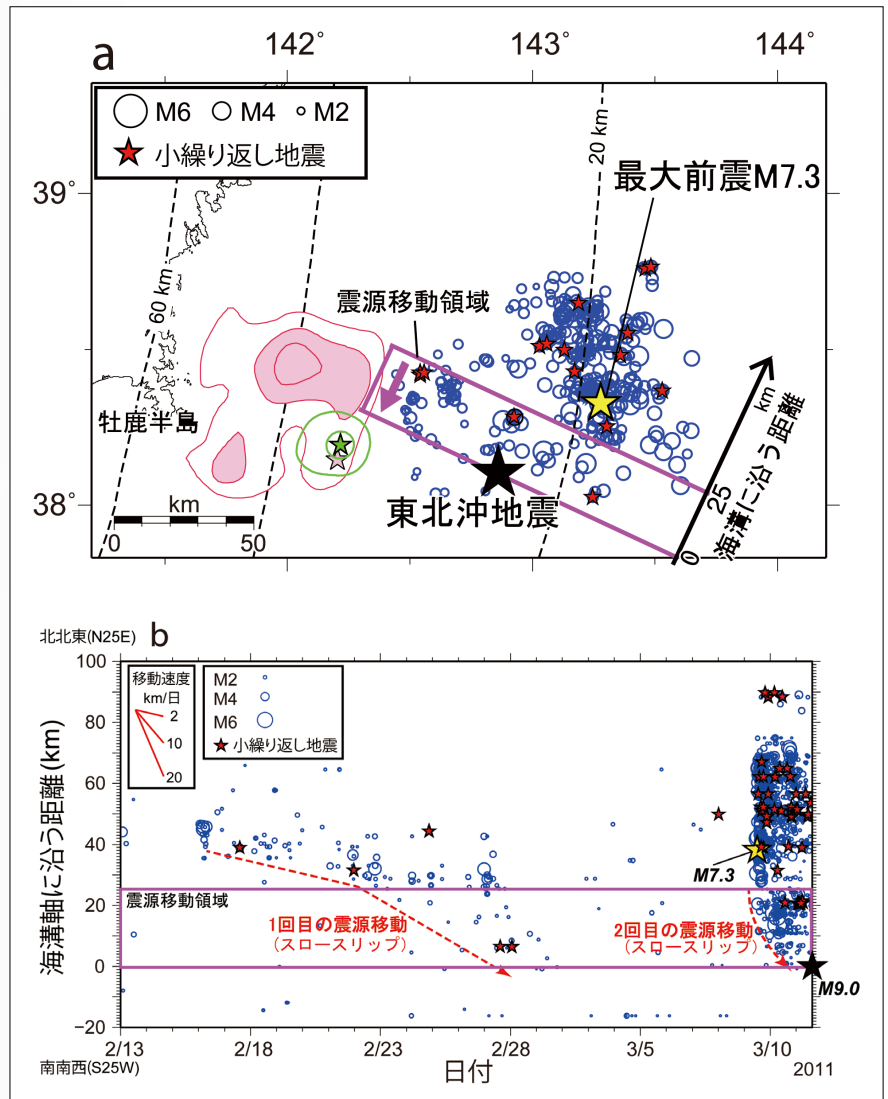 a
142°
143°
144°
M6
M4
M2
小繰り返し地震
39°
38°
60 km
20 km
最大前震M7.3
震源移動領域
牡鹿半島
東北沖地震
km
0
50
km
25
0
海溝に沿う距離
北北東(N25E)
b
海溝軸に沿う距離(km)
100
80
60
40
20
0
−20
移動速度
km/日
2
10
20
M2
M4
M6
小繰り返し地震
M7.3
震源移動領域
1回目の震源移動
(スロースリップ)
2回目の震源移動
(スロースリップ)
M9.0
2/13
2/18
2/23
2/28
3/5
3/10
南南西(S25W)
日付
2011